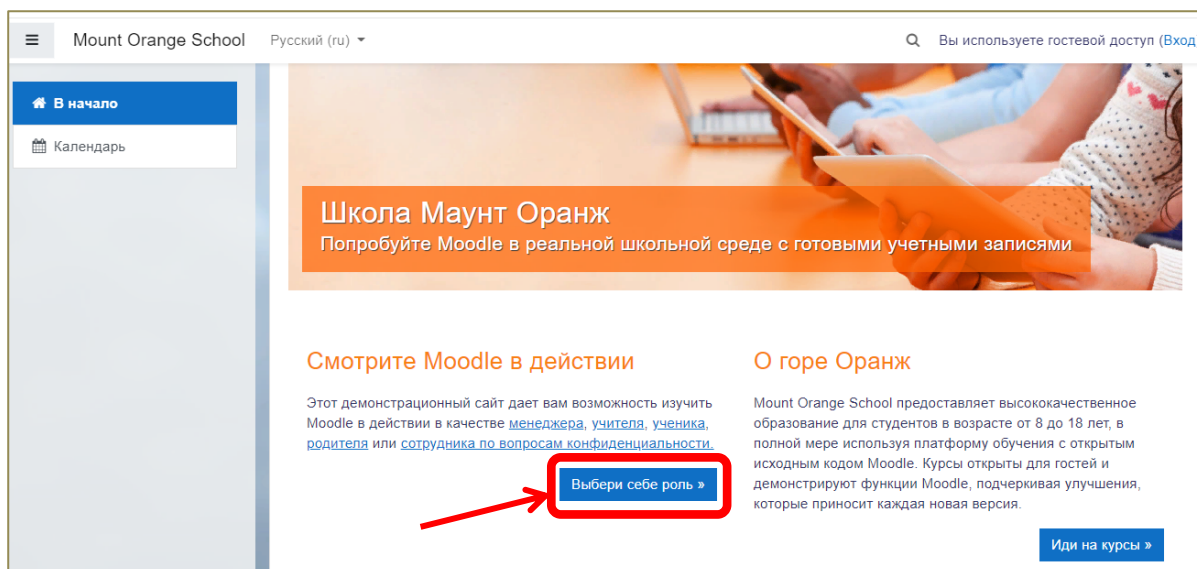 Mount Orange School Русский (ru)
Вы используете гостевой доступ (Вход
В начало
Календарь
Школа Маунт Оранж
Попробуйте Moodle в реальной школьной среде с готовыми учетными записями
Смотрите Moodle в действии
Этот демонстрационный сайт дает вам возможность изучить
Moodle в действии в качестве менеджера, учителя, ученика,
родителя или сотрудника по вопросам конфиденциальности.
Выбери себе роль »
О горе Оранж
Mount Orange School предоставляет высококачественное
образование для студентов в возрасте от 8 до 18 лет, в
полной мере используя платформу обучения с открытым
исходным кодом Moodle. Курсы открыты для гостей и
демонстрируют функции Moodle, подчеркивая улучшения,
которые приносит каждая новая версия.
Иди на курсы »